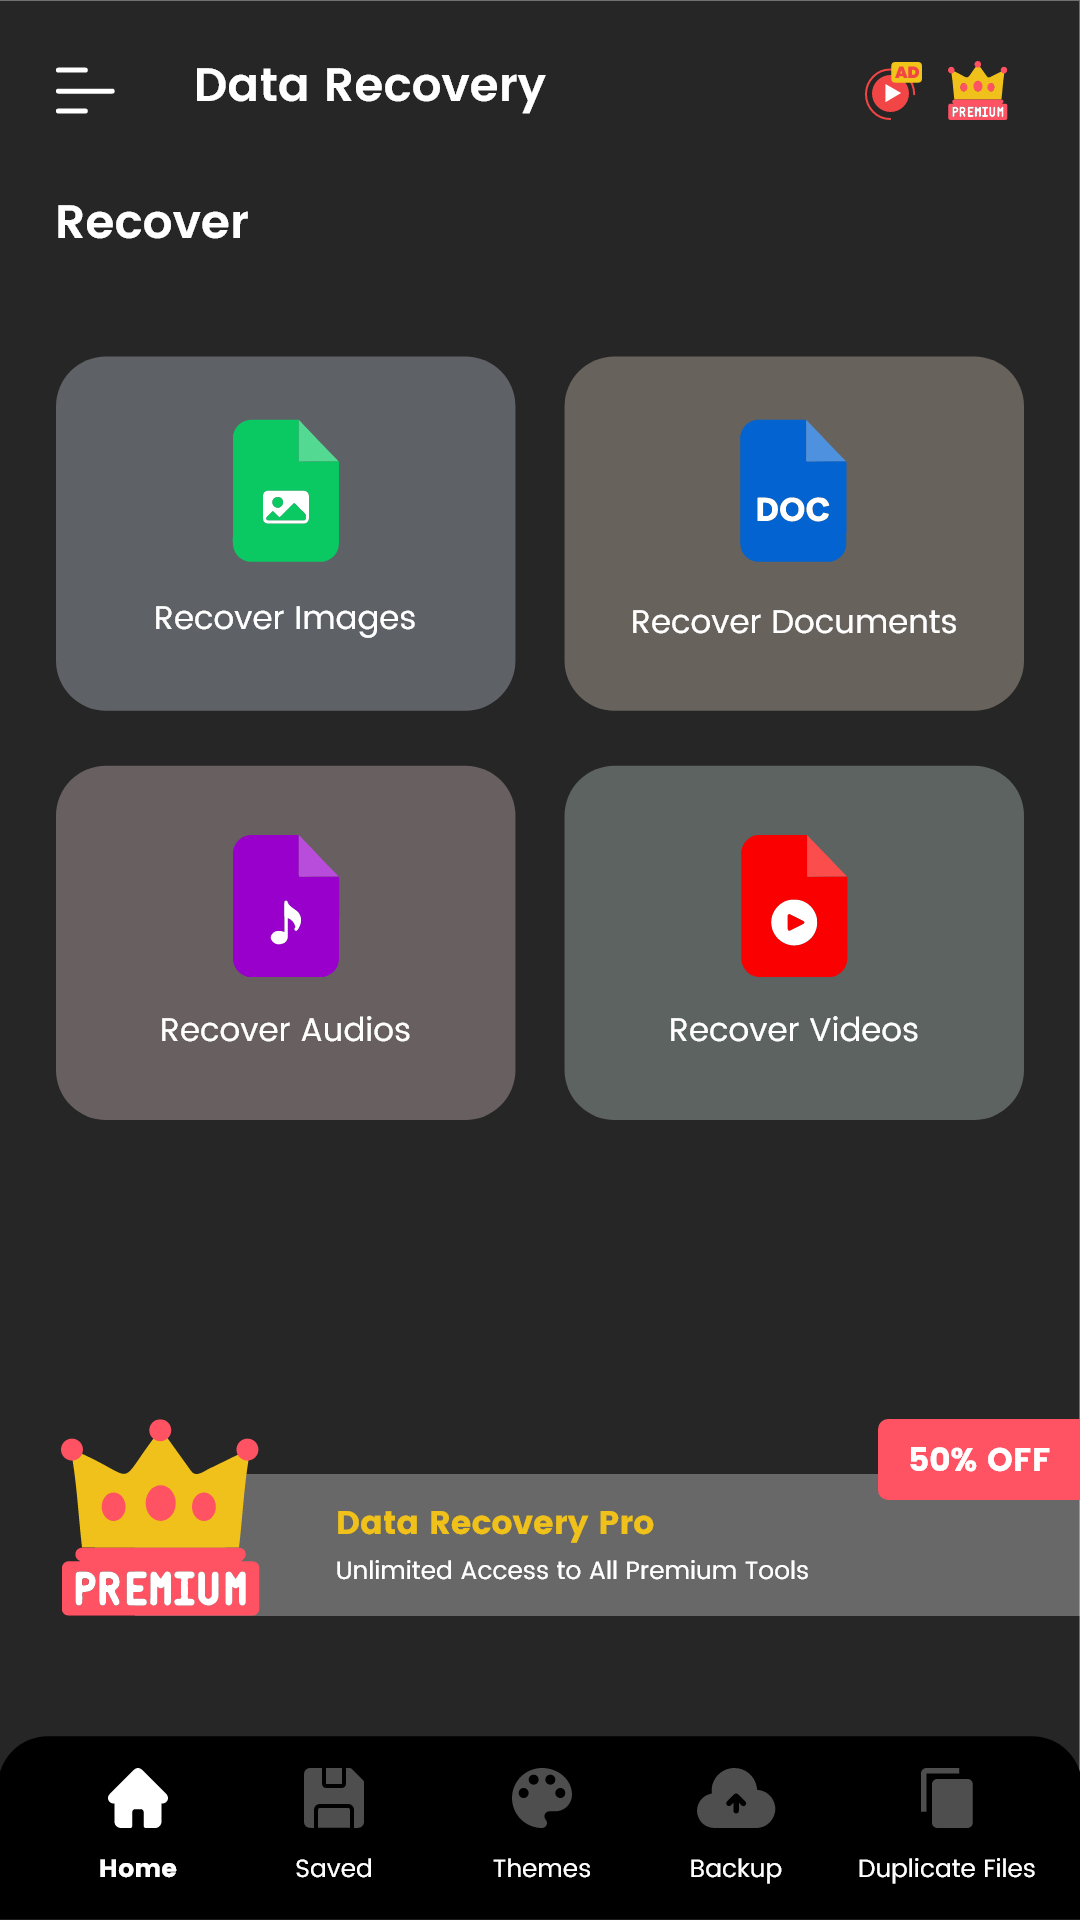 Data Recovery
AD
PREMIUM
Recover
DOC
Recover Images
Recover Documents
Recover Audios
Recover Videos
50% OFF
Data Recovery Pro
Unlimited Access to All Premium Tools
PREMIUM
Home
Saved
Themes
Backup
Duplicate Files